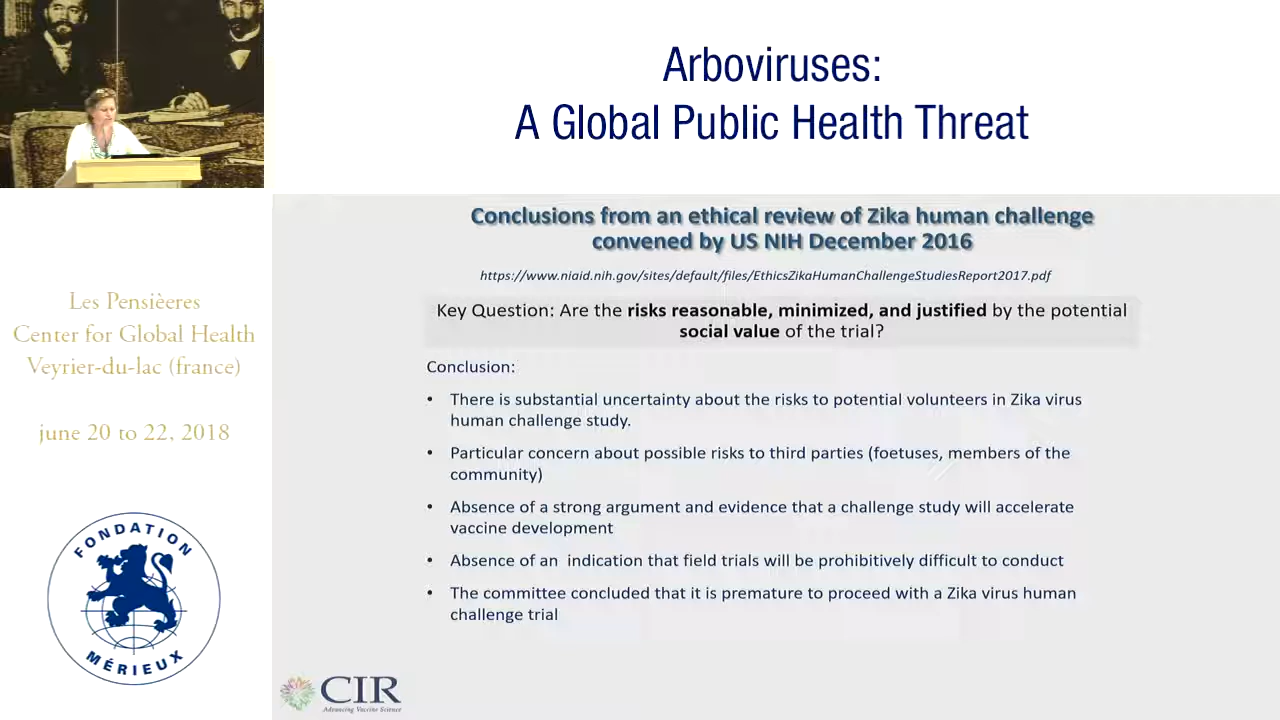 Arboviruses:
A Global Public Health Threat
Les Pensièeres
Center for Global Health
Veyrier-du-lac (france)
june 20 to 22, 2018
FONDATION
MÉRIEUX
Conclusions from an ethical review of Zika human challenge
convened by US NIH December 2016
https://www.niaid.nih.gov/sites/default/files/EthicsZikaHumanChallengeStudiesReport2017.pdf
Key Question: Are the risks reasonable, minimized, and justified by the potential
social value of the trial?
Conclusion:
• There is substantial uncertainty about the risks to potential volunteers in Zika virus
human challenge study.
• Particular concern about possible risks to third parties (foetuses, members of the
community)
• Absence of a strong argument and evidence that a challenge study will accelerate
vaccine development
• Absence of an indication that field trials will be prohibitively difficult to conduct
• The committee concluded that it is premature to proceed with a Zika virus human
challenge trial
CIR
Advancing Vaccine Science